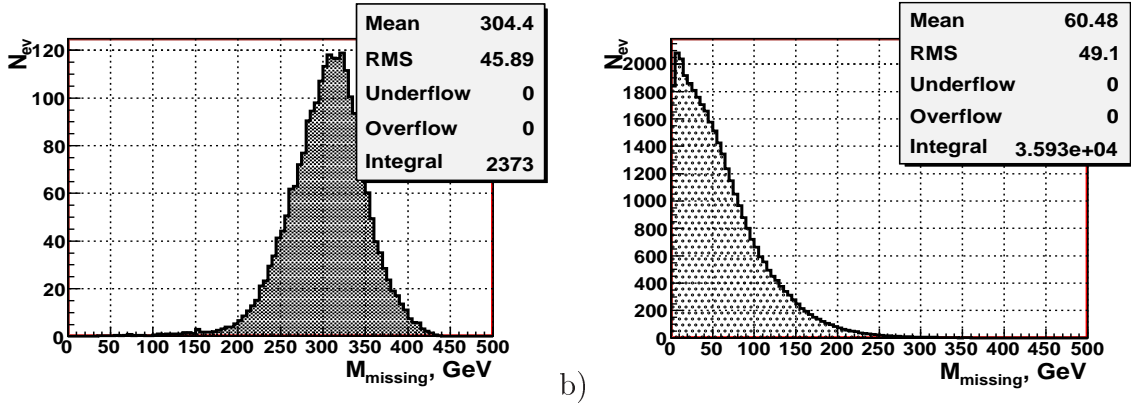 N_ev
Mean 304.4
RMS 45.89
Underflow 0
Overflow 0
Integral 2373
120
100
80
60
40
20
0
0 50 100 150 200 250 300 350 400 450 500
M_missing, GeV
b)
N_ev
Mean 60.48
RMS 49.1
Underflow 0
Overflow 0
Integral 3.593e+04
2000
1800
1600
1400
1200
1000
800
600
400
200
0
0 50 100 150 200 250 300 350 400 450 500
M_missing, GeV